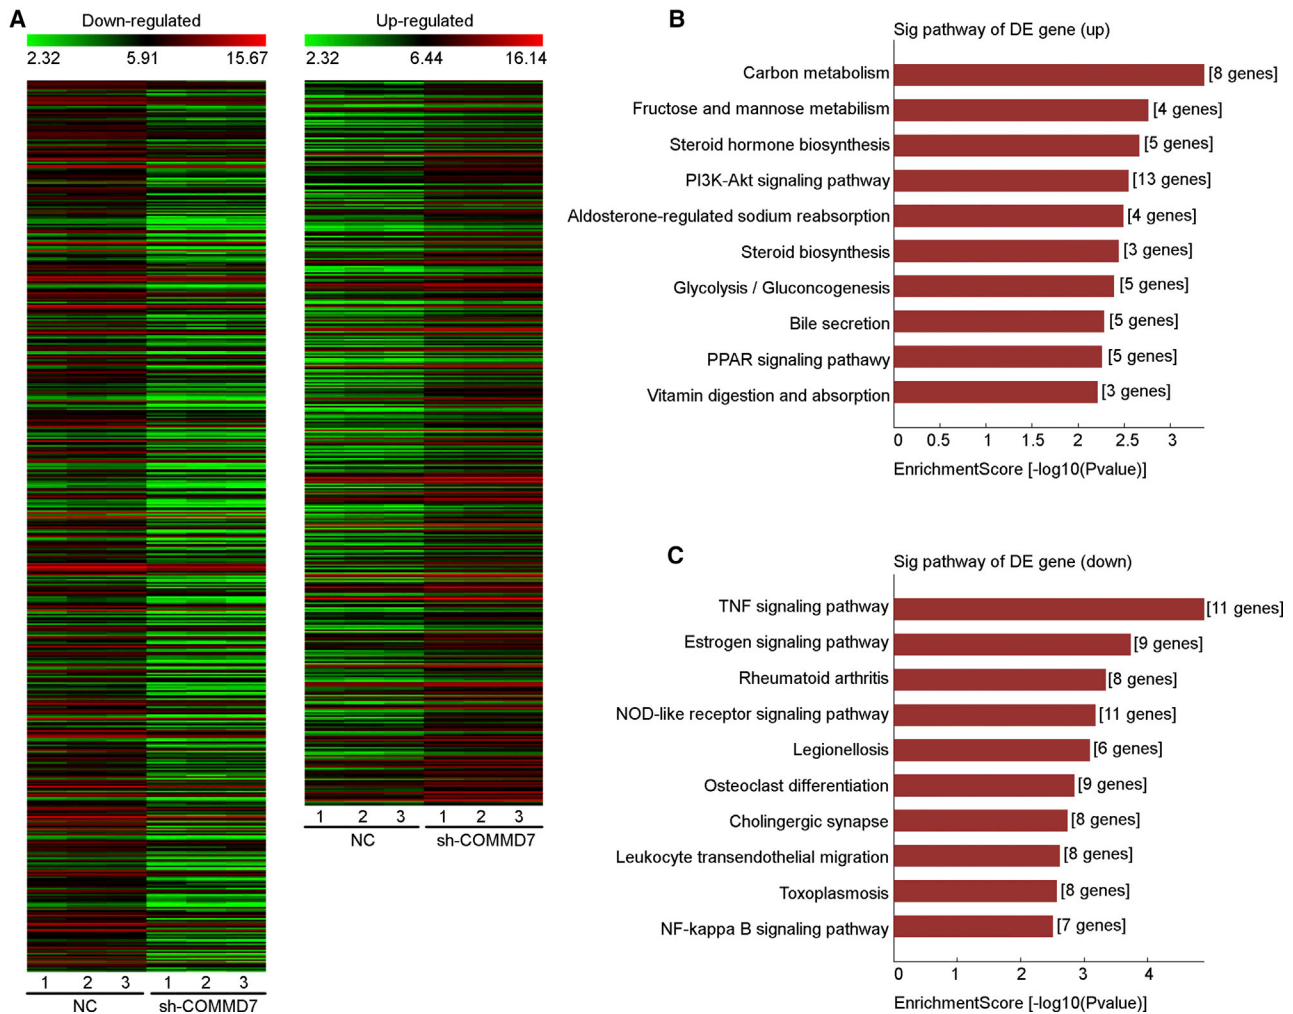 A
Down-regulated
2.32 5.91 15.67
1 2 3 1 2 3
NC sh-COMMD7
Up-regulated
2.32 6.44 16.14
1 2 3 1 2 3
NC sh-COMMD7
B
Sig pathway of DE gene (up)
Carbon metabolism [8 genes]
Fructose and mannose metabilism [4 genes]
Steroid hormone biosynthesis [5 genes]
PI3K-Akt signaling pathway [13 genes]
Aldosterone-regulated sodium reabsorption [4 genes]
Steroid biosynthesis [3 genes]
Glycolysis / Gluconcogenesis [5 genes]
Bile secretion [5 genes]
PPAR signaling pathawy [5 genes]
Vitamin digestion and absorption [3 genes]
0 0.5 1 1.5 2 2.5 3
EnrichmentScore [-log10(Pvalue)]
C
Sig pathway of DE gene (down)
TNF signaling pathway [11 genes]
Estrogen signaling pathway [9 genes]
Rheumatoid arthritis [8 genes]
NOD-like receptor signaling pathway [11 genes]
Legionellosis [6 genes]
Osteoclast differentiation [9 genes]
Cholingergic synapse [8 genes]
Leukocyte transendothelial migration [8 genes]
Toxoplasmosis [8 genes]
NF-kappa B signaling pathway [7 genes]
0 1 2 3 4
EnrichmentScore [-log10(Pvalue)]